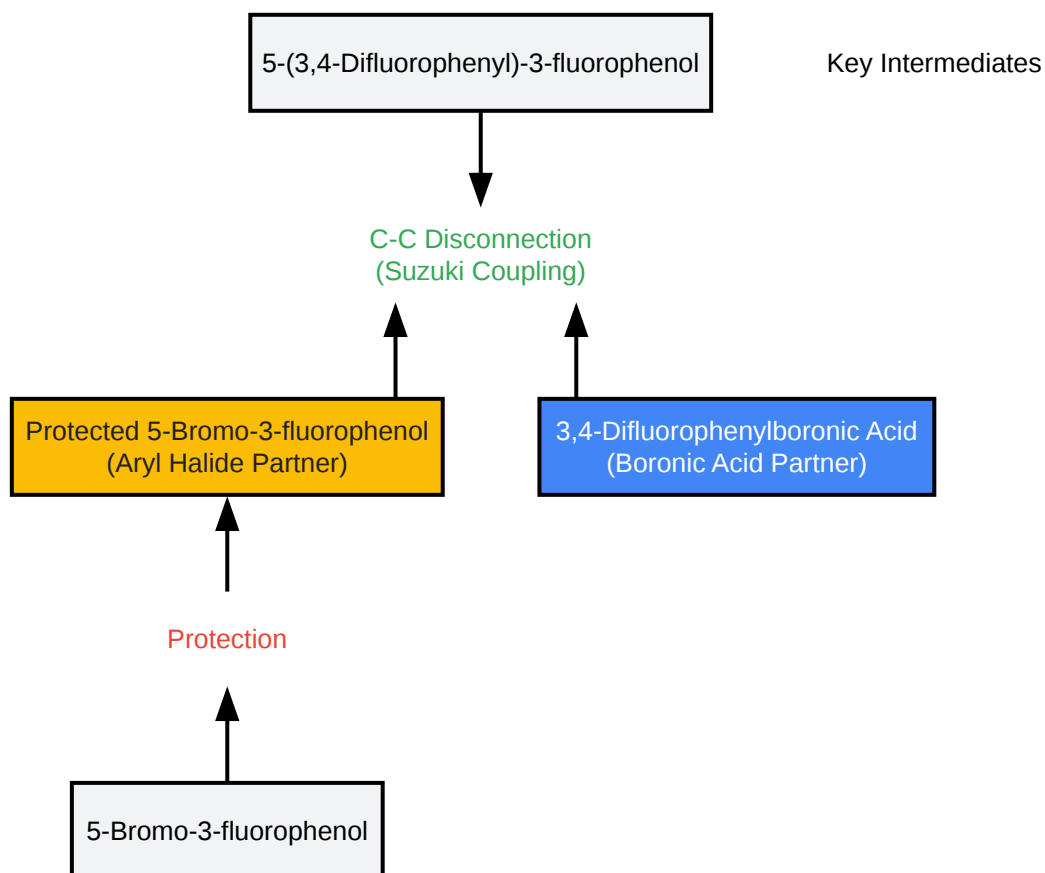 5-(3,4-Difluorophenyl)-3-fluorophenol
Key Intermediates
C-C Disconnection
(Suzuki Coupling)
Protected 5-Bromo-3-fluorophenol
(Aryl Halide Partner)
3,4-Difluorophenylboronic Acid
(Boronic Acid Partner)
Protection
5-Bromo-3-fluorophenol